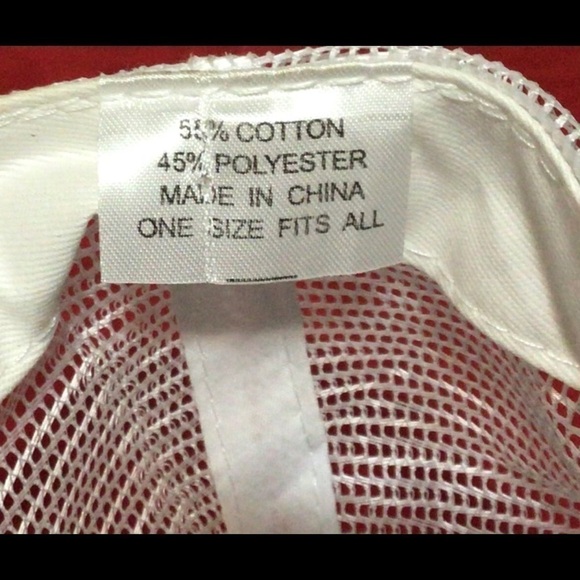 55% COTTON
45% POLYESTER
MADE IN CHINA
ONE SIZE FITS ALL